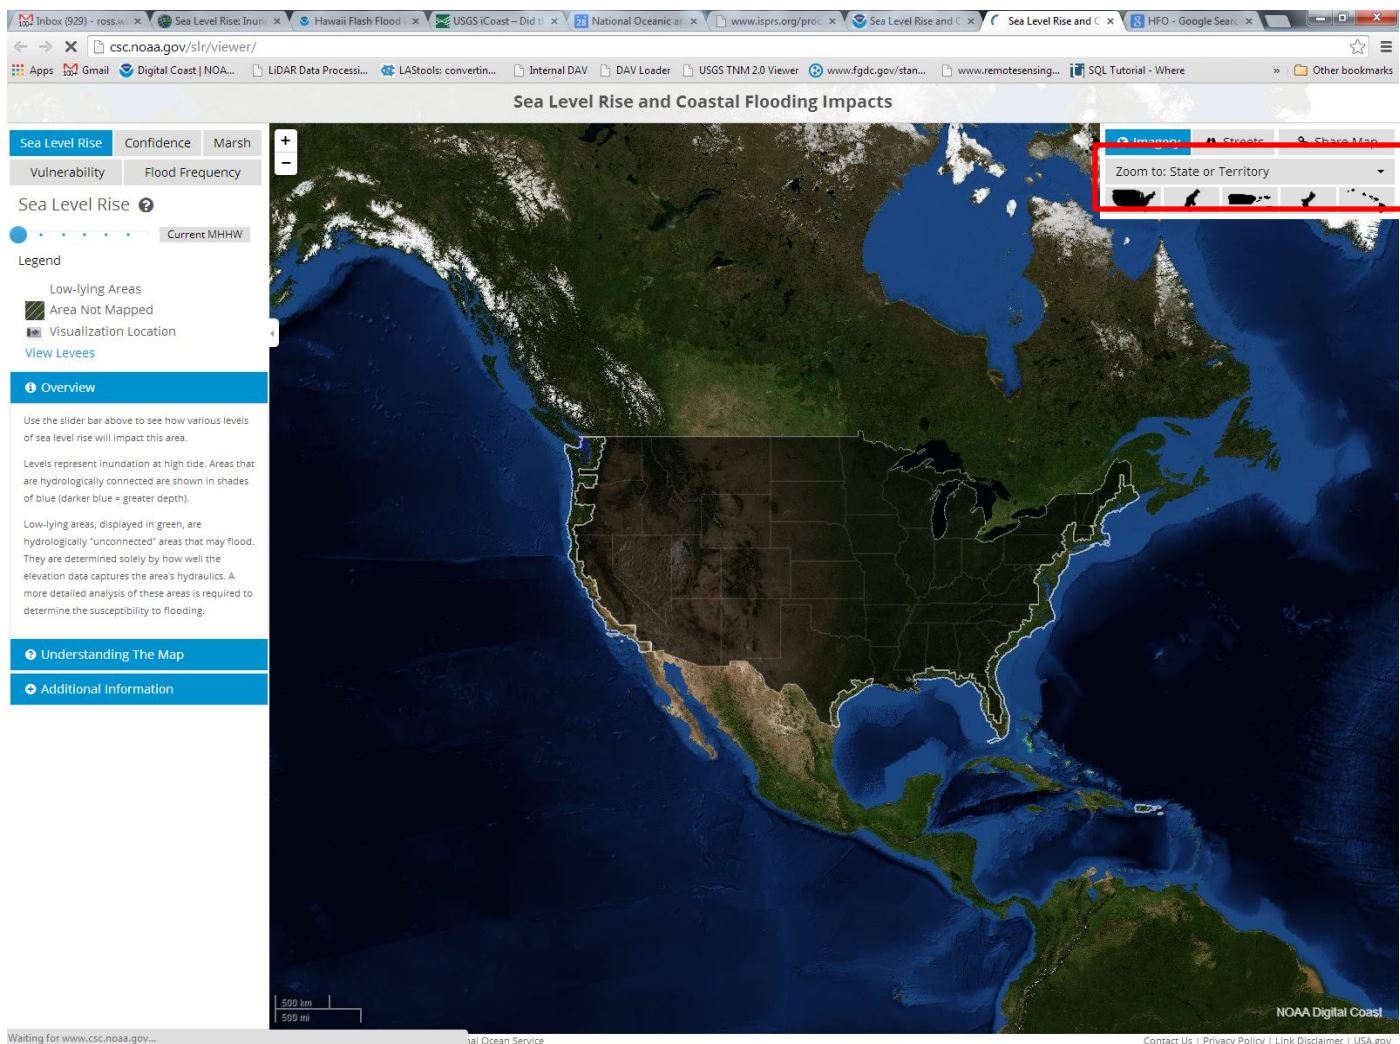 Inbox (929) - ross.w
Sea Level Rise: Inun
Hawaii Flash Flood
USGS iCoast – Did t
National Oceanic a
www.isprs.org/proc
Sea Level Rise and C
Sea Level Rise and C
HFO - Google Searc
csc.noaa.gov/slr/viewer/
Apps
Gmail
Digital Coast | NOA...
LiDAR Data Processi...
LAStools: convertin...
Internal DAV
DAV Loader
USGS TNM 2.0 Viewer
www.fgdc.gov/stan...
www.remotesensing...
SQL Tutorial - Where
»
Other bookmarks
Sea Level Rise and Coastal Flooding Impacts
Sea Level Rise
Confidence
Marsh
Vulnerability
Flood Frequency
Imagery
Streets
Share Map
Zoom to: State or Territory
+
−
Sea Level Rise
Current MHHW
Legend
Low-lying Areas
Area Not Mapped
Visualization Location
View Levees
Overview
Use the slider bar above to see how various levels
of sea level rise will impact this area.
Levels represent inundation at high tide. Areas that
are hydrologically connected are shown in shades
of blue (darker blue = greater depth).
Low-lying areas, displayed in green, are
hydrologically "unconnected" areas that may flood.
They are determined solely by how well the
elevation data captures the area's hydraulics. A
more detailed analysis of these areas is required to
determine the susceptibility to flooding.
Understanding The Map
Additional Information
500 km
500 mi
NOAA Digital Coast
Waiting for www.csc.noaa.gov...
nal Ocean Service
Contact Us | Privacy Policy | Link Disclaimer | USA.gov